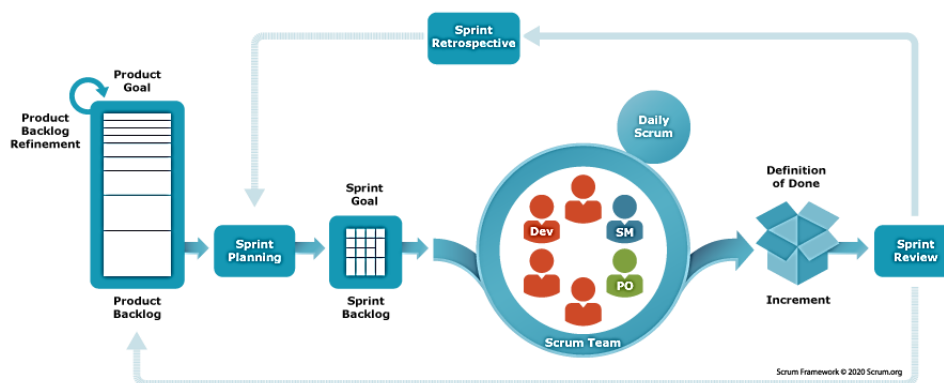 Sprint
Retrospective
Product
Goal
Product
Backlog
Refinement
Daily
Scrum
Sprint
Goal
Definition
of Done
Dev
SM
Sprint
Planning
Sprint
Review
PO
Product
Backlog
Sprint
Backlog
Increment
Scrum Team
Scrum Framework © 2020 Scrum.org